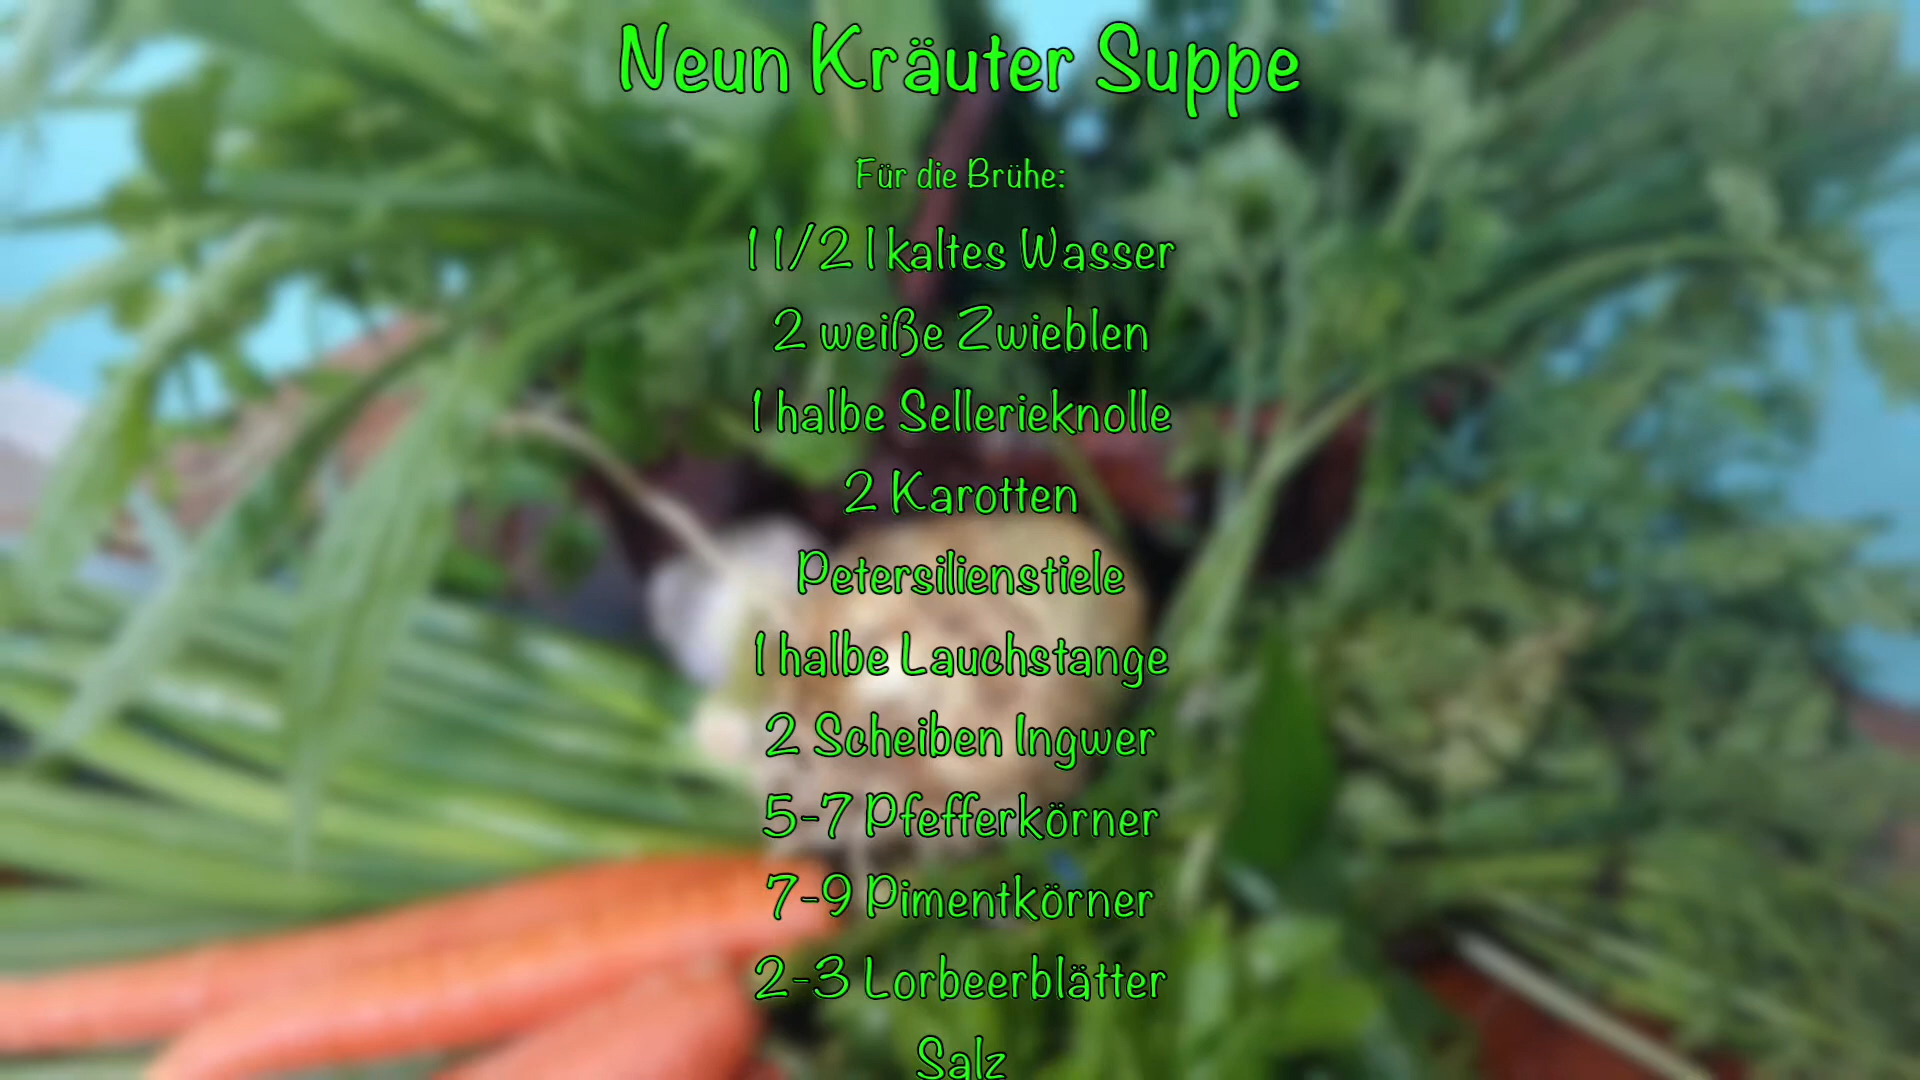 Neun Kräuter Suppe
Für die Brühe:
1 1/2 l kaltes Wasser
2 weiße Zwieblen
1 halbe Sellerieknolle
2 Karotten
Petersilienstiele
1 halbe Lauchstange
2 Scheiben Ingwer
5-7 Pfefferkörner
7-9 Pimentkörner
2-3 Lorbeerblätter
Salz